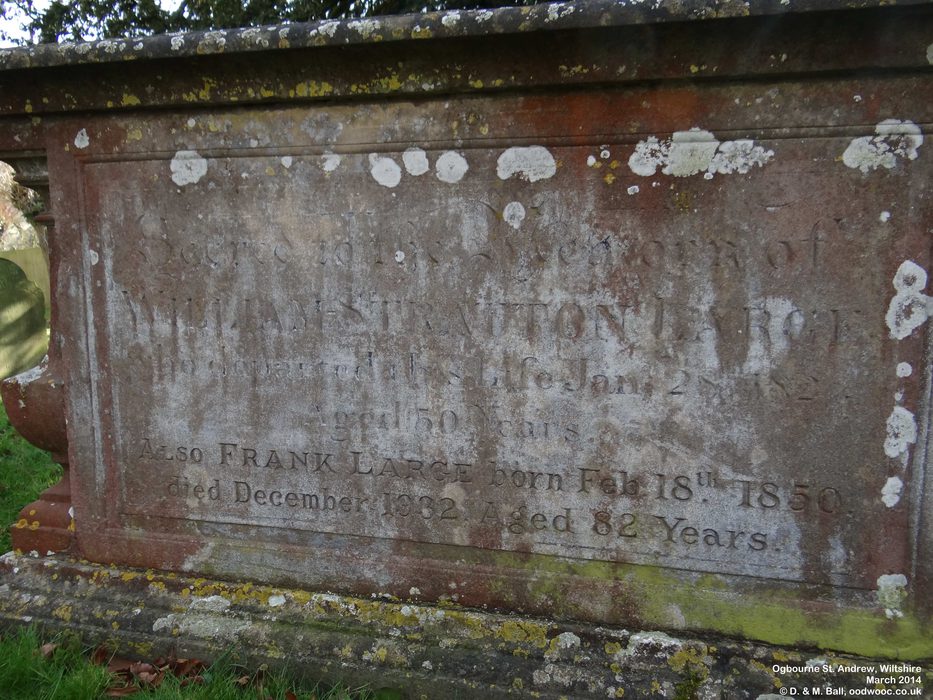 Sacred to the Memory of
WILLIAM STRATTON LARGE
Who departed this Life Jan. 28
Aged 50 Years.
Also FRANK LARGE born Feb. 18th 1850.
died December 1932 Aged 82 Years.
Ogbourne St. Andrew, Wiltshire
March 2014
© D. & M. Ball, oodwooc.co.uk